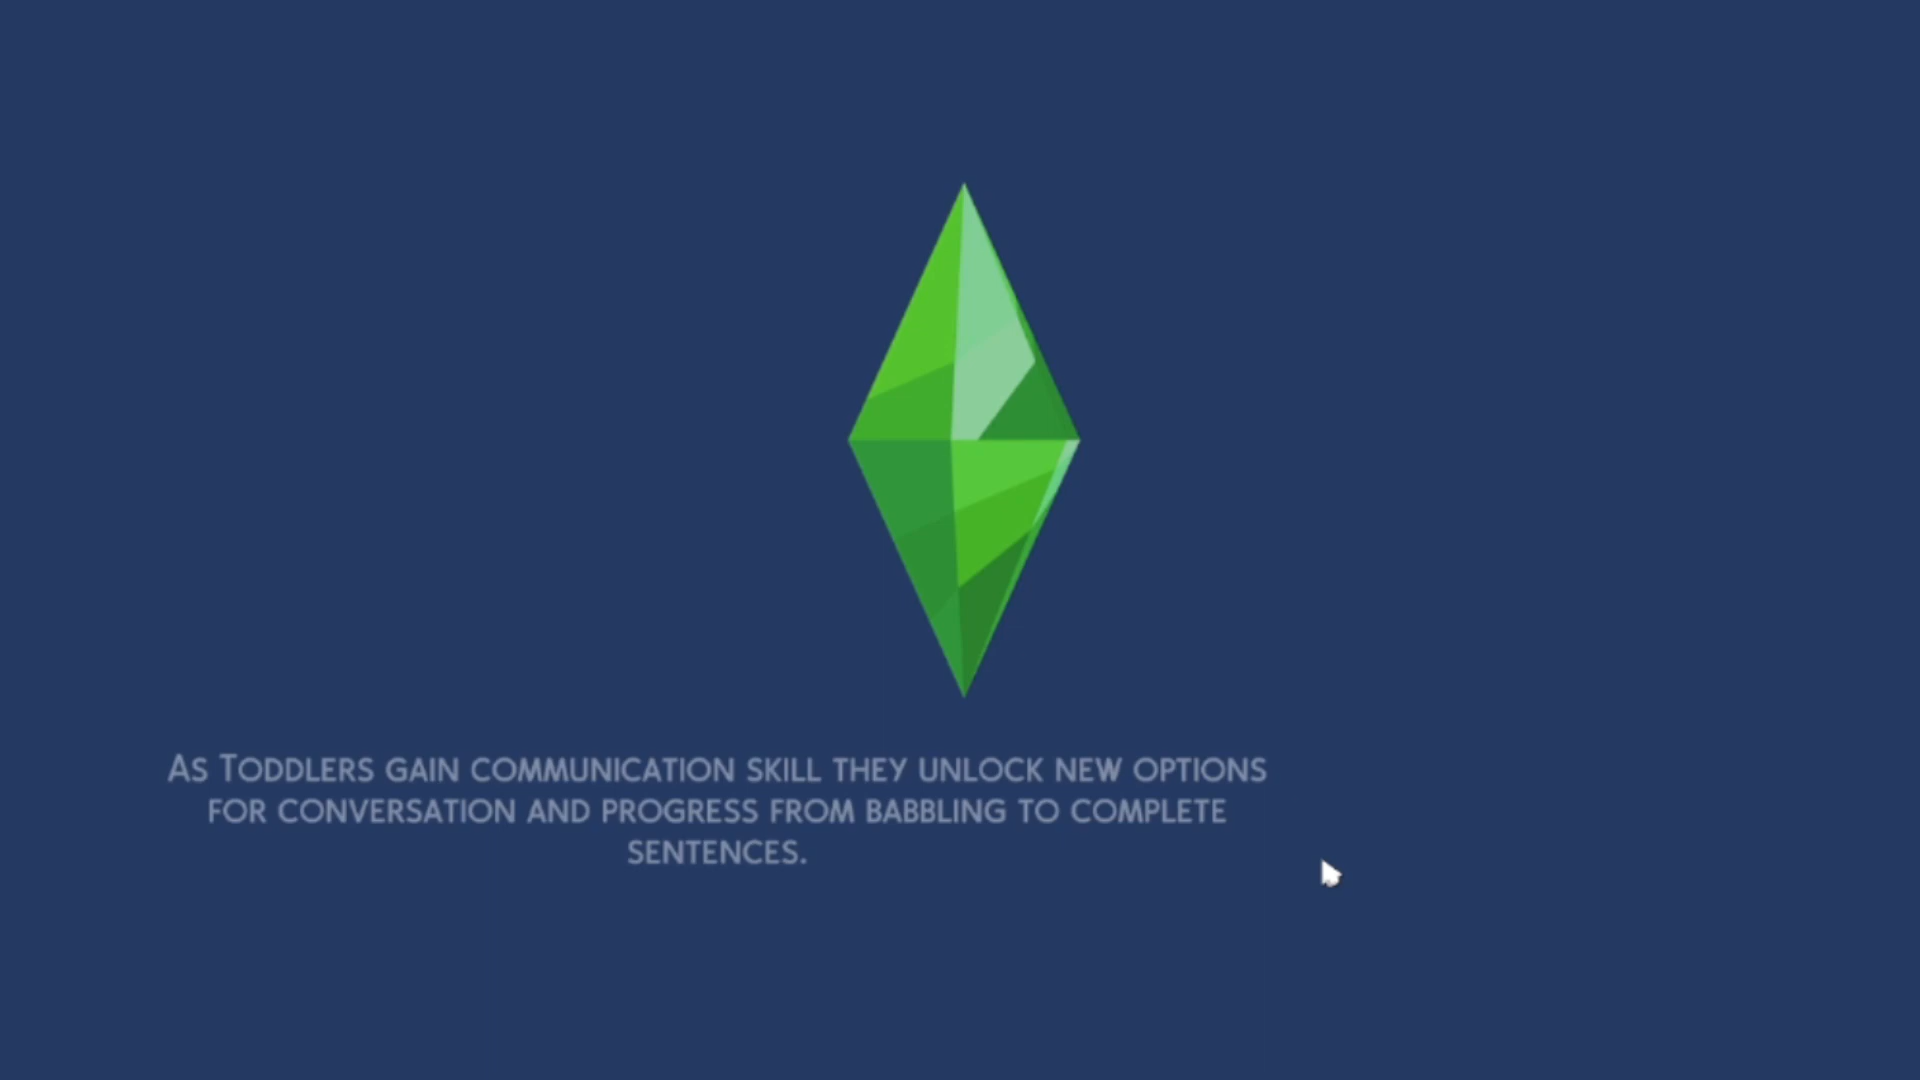 As Toddlers gain communication skill they unlock new options
for conversation and progress from babbling to complete
sentences.